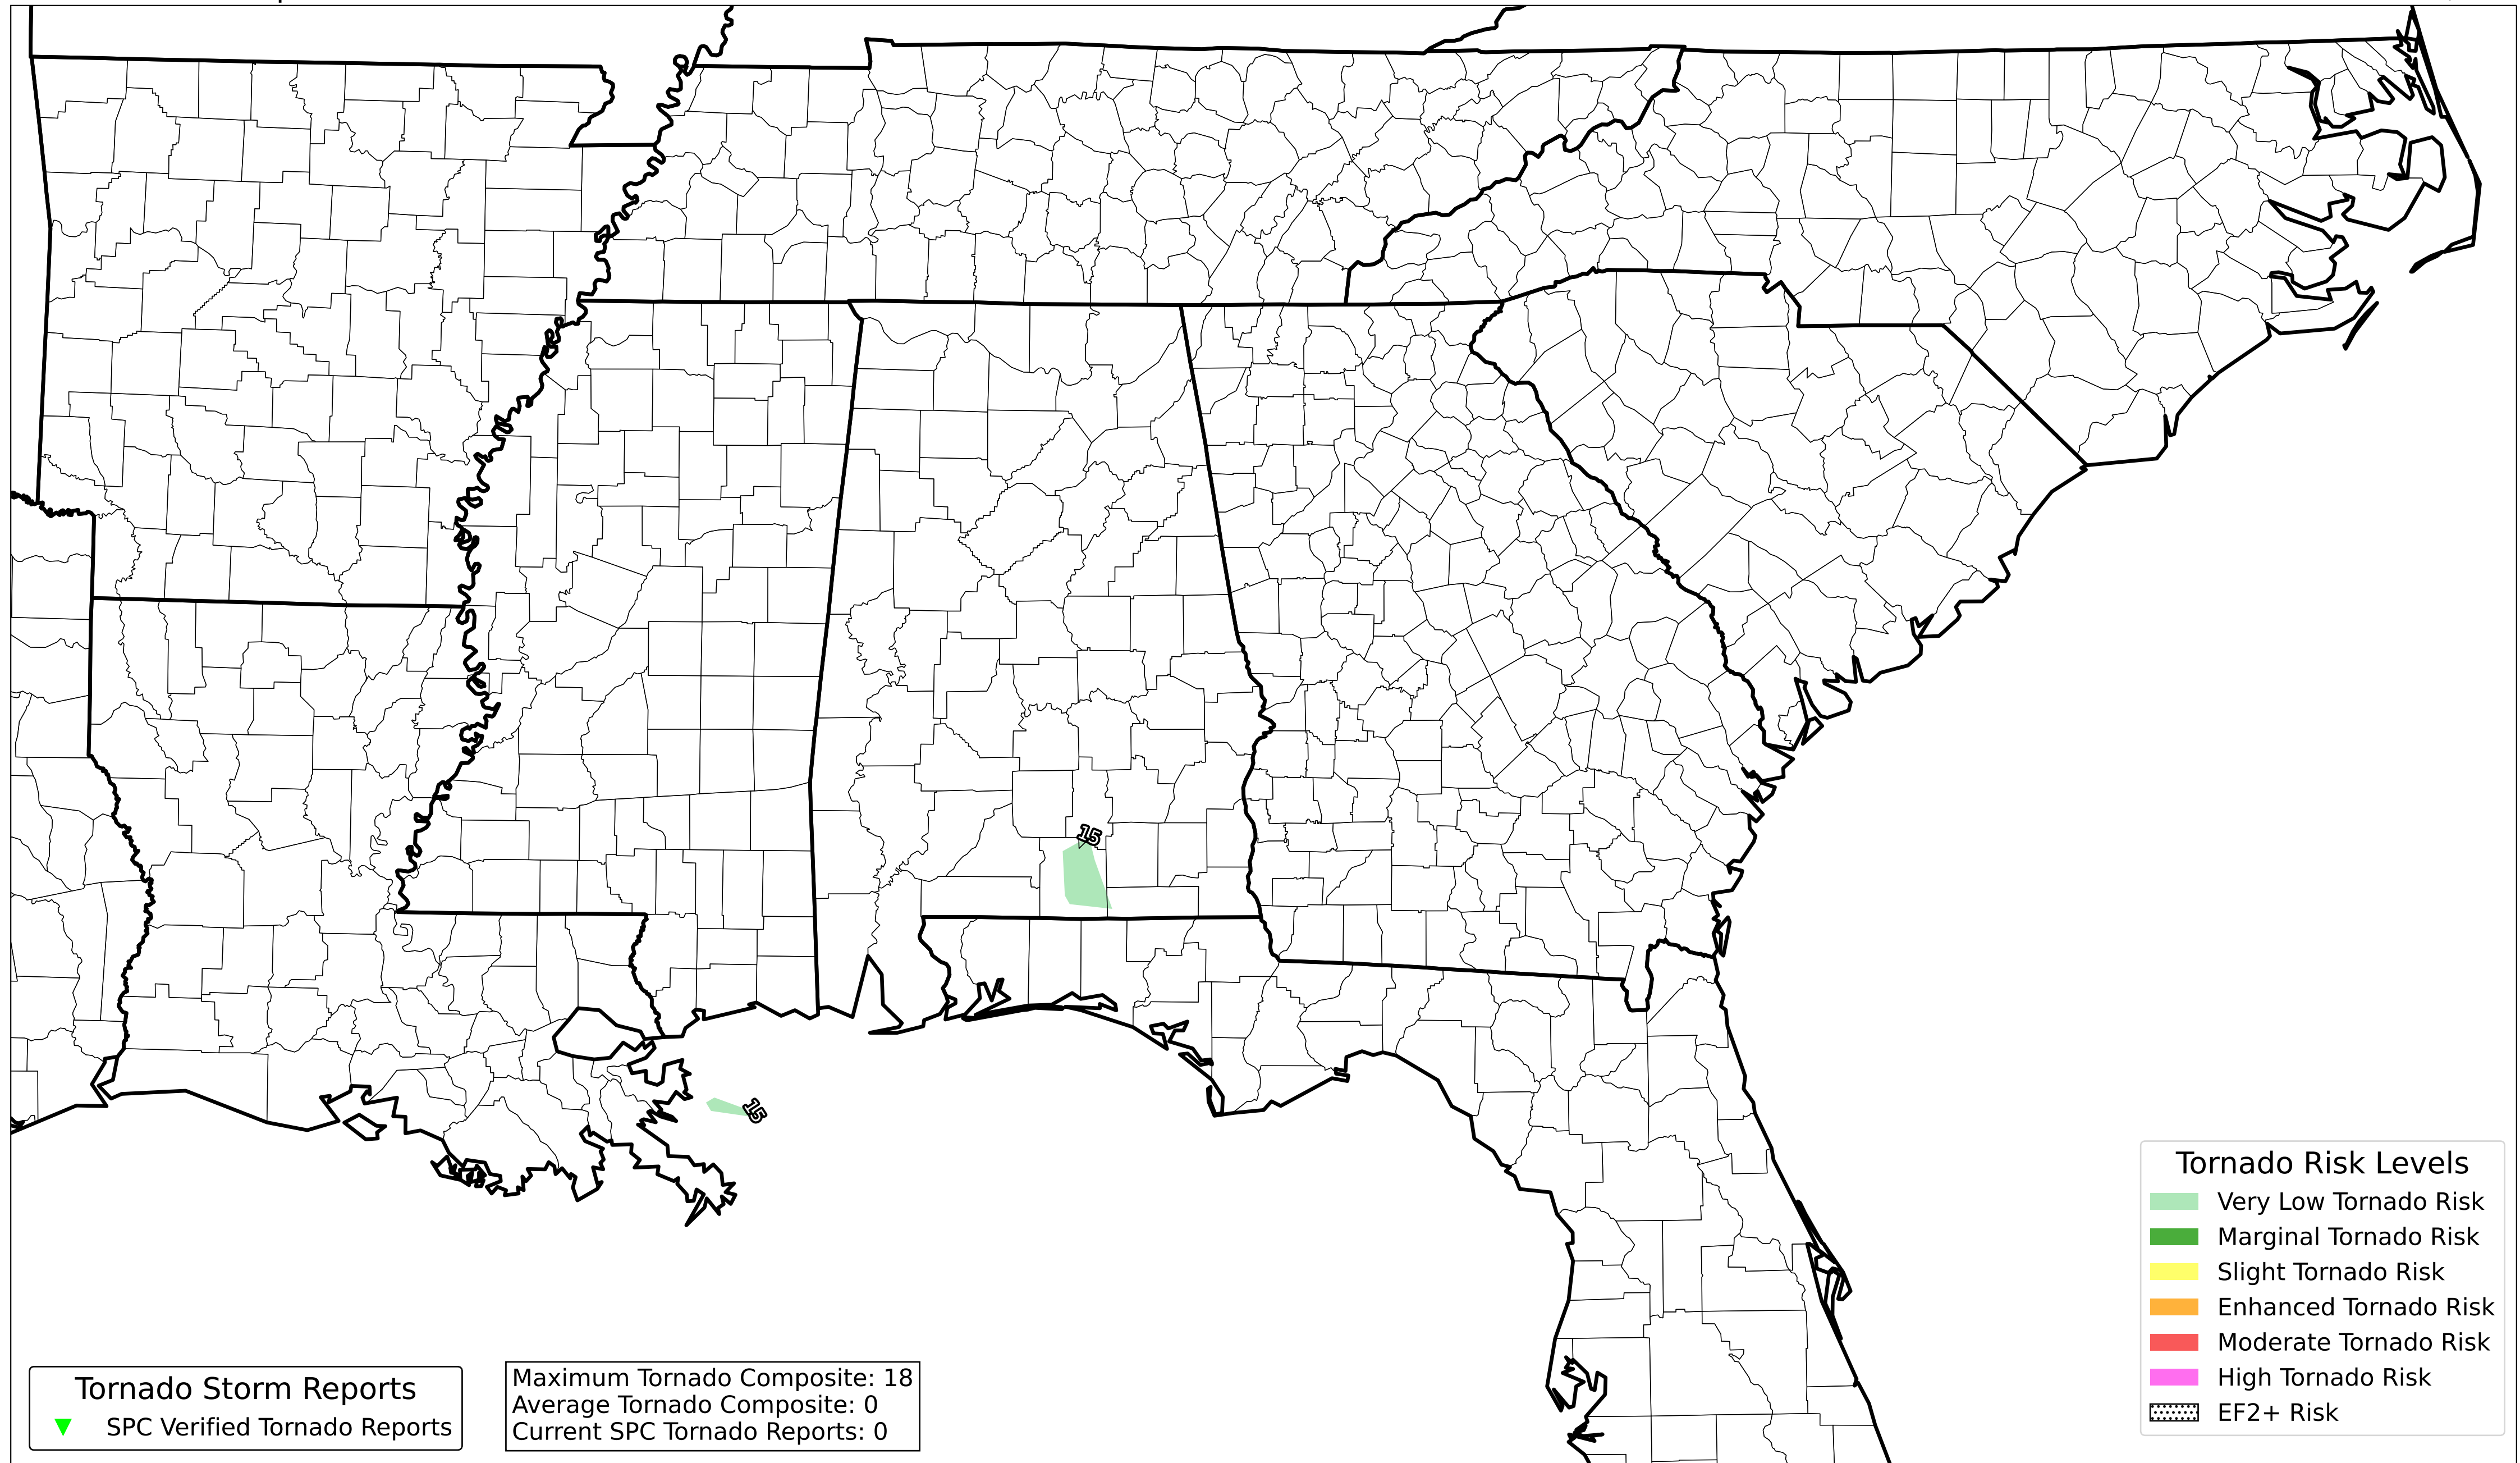 15
15
Tornado Risk Levels
Very Low Tornado Risk
Marginal Tornado Risk
Slight Tornado Risk
Enhanced Tornado Risk
Moderate Tornado Risk
High Tornado Risk
EF2+ Risk
Tornado Storm Reports
SPC Verified Tornado Reports
Maximum Tornado Composite: 18
Average Tornado Composite: 0
Current SPC Tornado Reports: 0